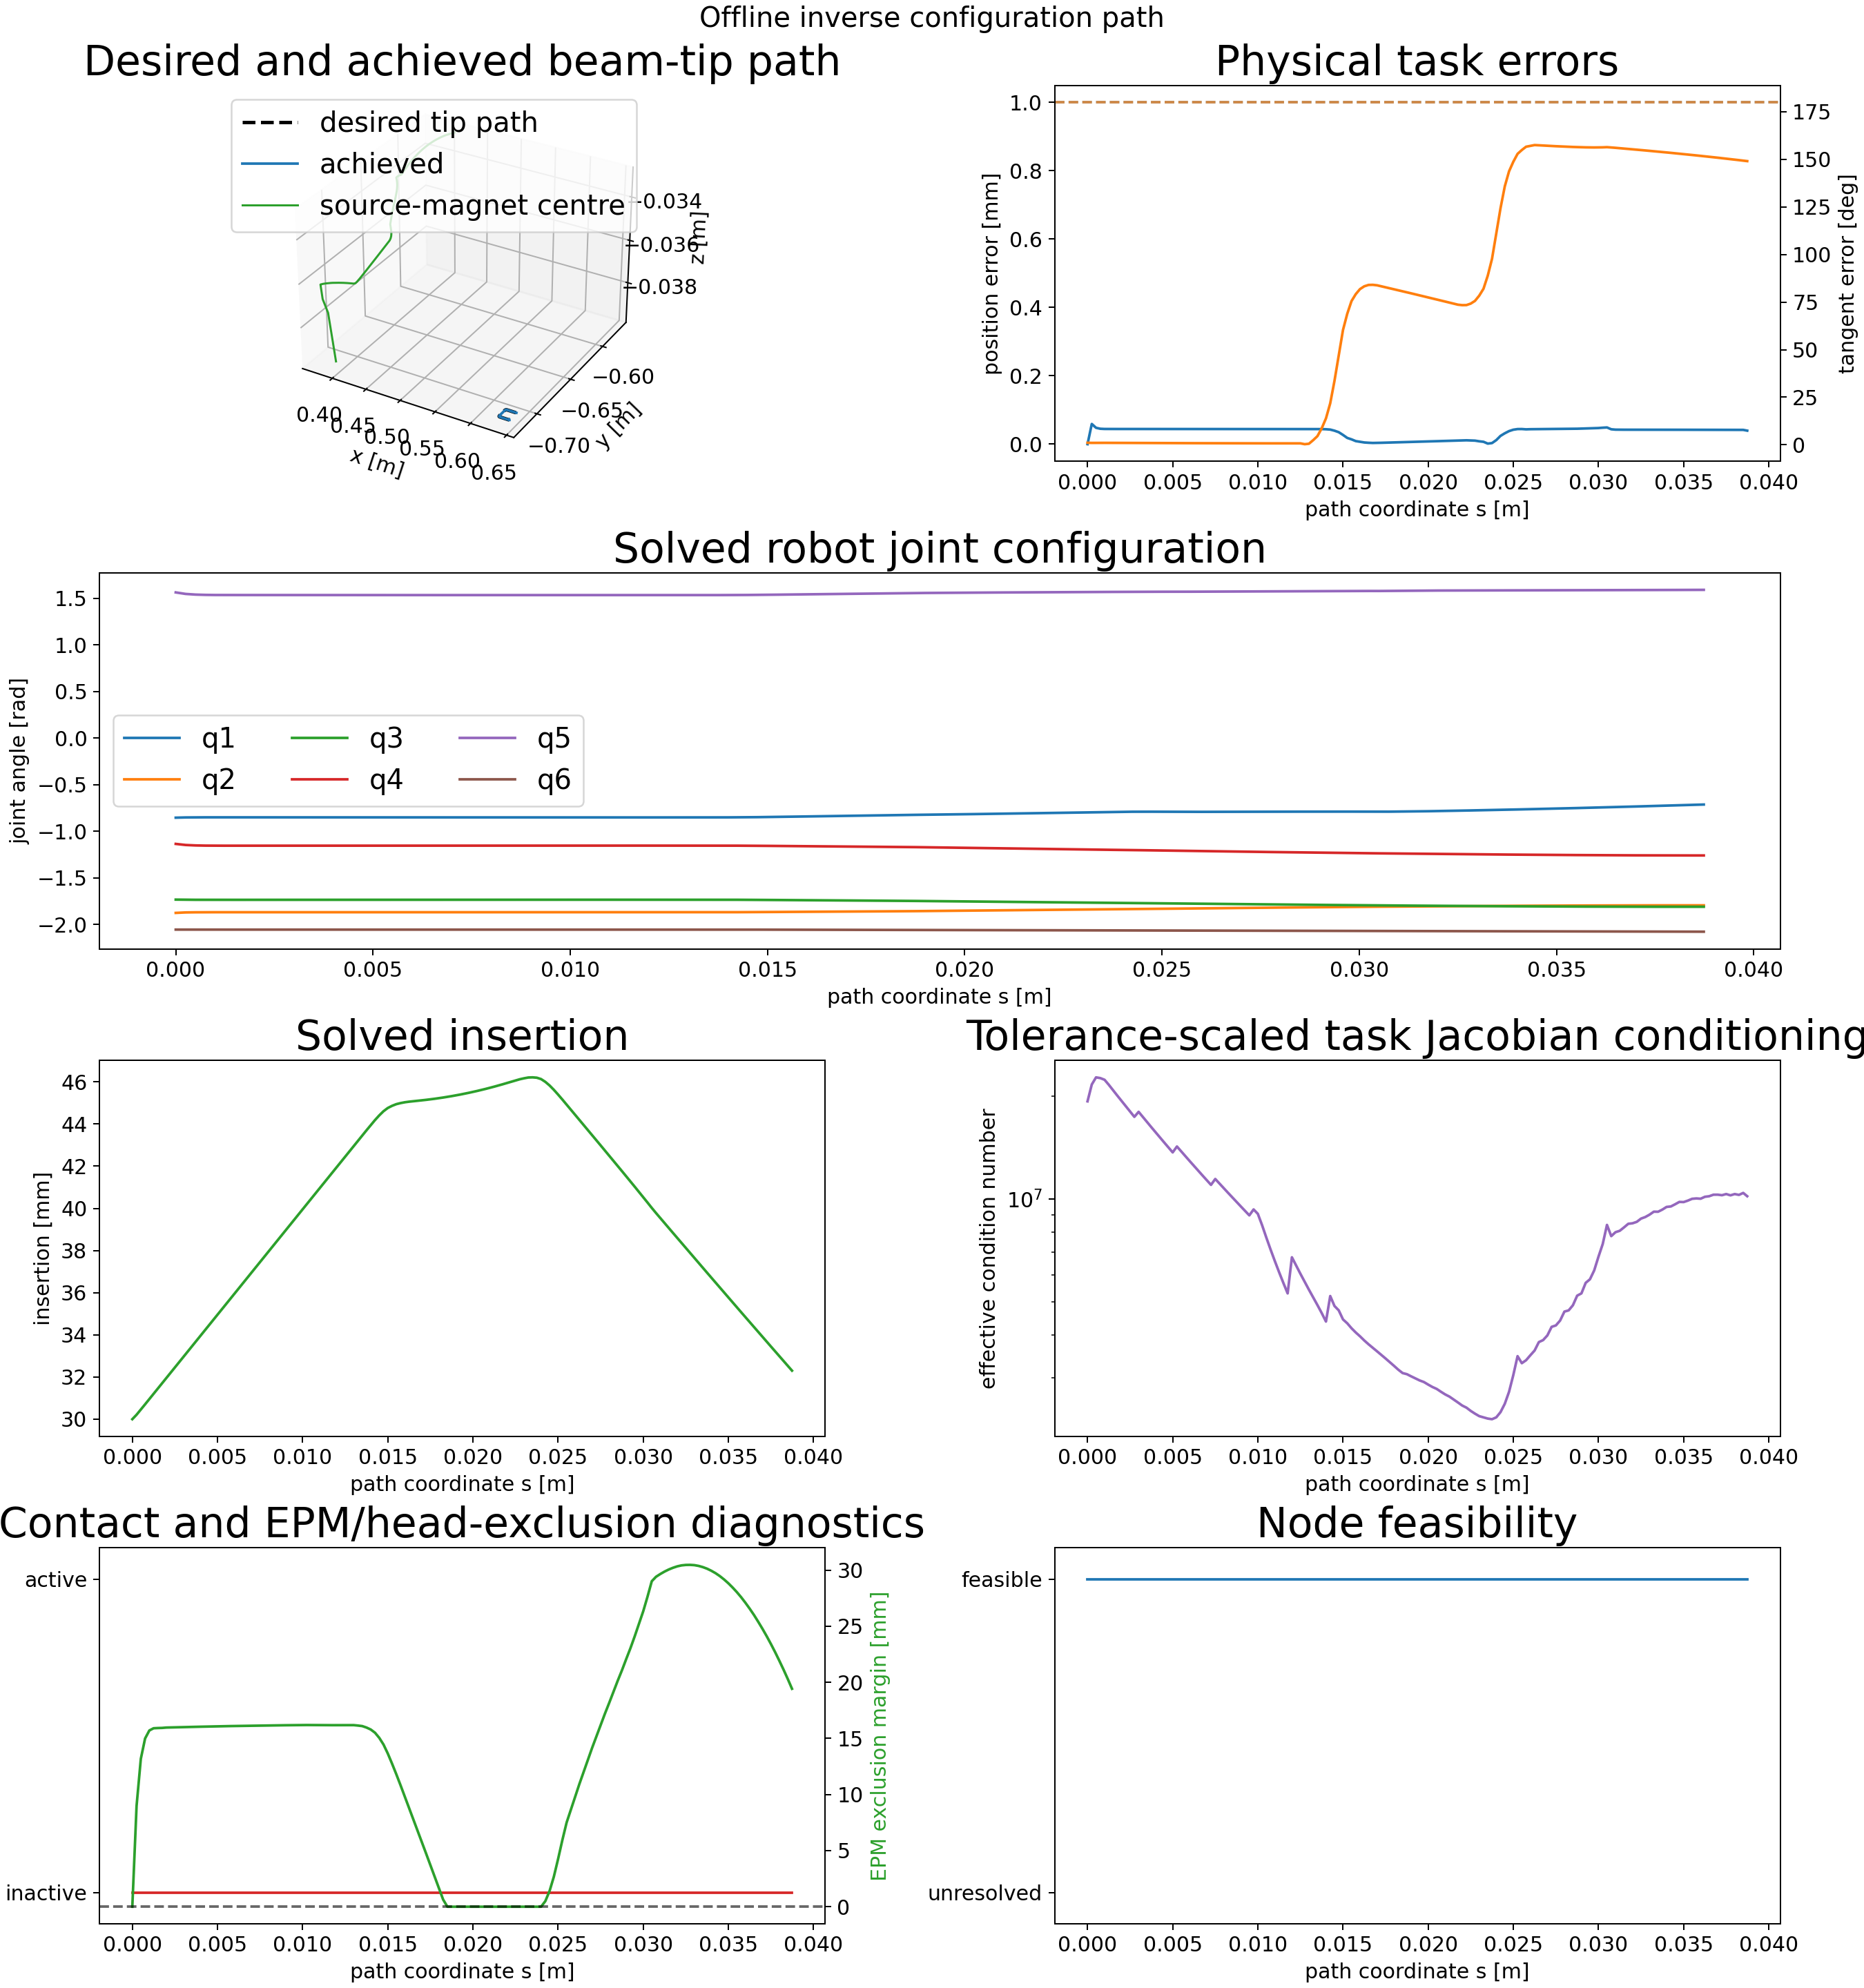 Offline inverse configuration path
Desired and achieved beam-tip path
desired tip path
achieved
source-magnet centre
−0.034
−0.036
−0.038
z [m]
−0.60
−0.65
−0.70
y [m]
0.40
0.45
0.50
0.55
0.60
0.65
x [m]
Physical task errors
1.0
0.8
0.6
0.4
0.2
0.0
position error [mm]
175
150
125
100
75
50
25
0
tangent error [deg]
0.000 0.005 0.010 0.015 0.020 0.025 0.030 0.035 0.040
path coordinate s [m]
Solved robot joint configuration
1.5
1.0
0.5
0.0
−0.5
−1.0
−1.5
−2.0
joint angle [rad]
q1 q3 q5
q2 q4 q6
0.000 0.005 0.010 0.015 0.020 0.025 0.030 0.035 0.040
path coordinate s [m]
Solved insertion
46
44
42
40
38
36
34
32
30
insertion [mm]
0.000 0.005 0.010 0.015 0.020 0.025 0.030 0.035 0.040
path coordinate s [m]
Tolerance-scaled task Jacobian conditioning
10⁷
effective condition number
0.000 0.005 0.010 0.015 0.020 0.025 0.030 0.035 0.040
path coordinate s [m]
Contact and EPM/head-exclusion diagnostics
active
inactive
30
25
20
15
10
5
0
EPM exclusion margin [mm]
0.000 0.005 0.010 0.015 0.020 0.025 0.030 0.035 0.040
path coordinate s [m]
Node feasibility
feasible
unresolved
0.000 0.005 0.010 0.015 0.020 0.025 0.030 0.035 0.040
path coordinate s [m]